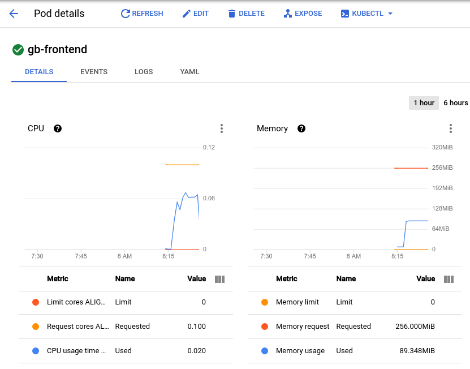 Pod details REFRESH EDIT DELETE EXPOSE KUBECTL
gb-frontend
DETAILS EVENTS LOGS YAML
1 hour 6 hours
CPU ?
0.12
0.06
0
7:30 7:45 8 AM 8:15
Metric Name Value
Limit cores ALIG... Limit 0
Request cores AL... Requested 0.100
CPU usage time ... Used 0.020
Memory ?
320MiB
256MiB
192MiB
128MiB
64MiB
0
7:30 7:45 8 AM 8:15
Metric Name Value
Memory limit Limit 0
Memory request Requested 256.000MiB
Memory usage Used 89.348MiB